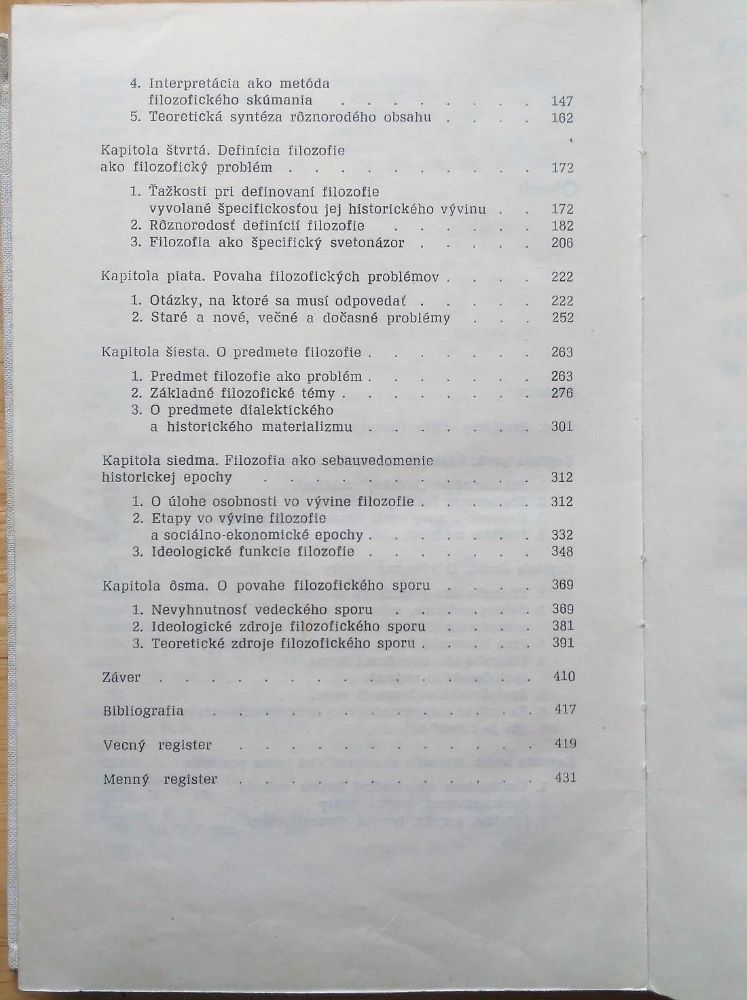 4. Interpretácia ako metóda
filozofického skúmania . . . . . . . . 147
5. Teoretická syntéza rôznorodého obsahu . . . . 162
Kapitola štvrtá. Definícia filozofie
ako filozofický problém . . . . . . . . . . 172
1. Ťažkosti pri definovaní filozofie
vyvolané špecifickosťou jej historického vývinu . . 172
2. Rôznorodosť definícií filozofie . . . . . 182
3. Filozofia ako špecifický svetonázor . . . . . 206
Kapitola piata. Povaha filozofických problémov . . . . 222
1. Otázky, na ktoré sa musí odpovedať . . . . . 222
2. Staré a nové, večné a dočasné problémy . . . 252
Kapitola šiesta. O predmete filozofie . . . . . . . 263
1. Predmet filozofie ako problém . . . . . . . 263
2. Základné filozofické témy . . . . . . . . 276
3. O predmete dialektického
a historického materializmu . . . . . . . 301
Kapitola siedma. Filozofia ako sebauvedomenie
historickej epochy . . . . . . . . . . . 312
1. O úlohe osobnosti vo vývine filozofie . . . . . 312
2. Etapy vo vývine filozofie
a sociálno-ekonomické epochy . . . . . . . 332
3. Ideologické funkcie filozofie . . . . . . . 348
Kapitola ôsma. O povahe filozofického sporu . . . . 369
1. Nevyhnutnosť vedeckého sporu . . . . . . 369
2. Ideologické zdroje filozofického sporu . . . . 381
3. Teoretické zdroje filozofického sporu . . . . . 391
Záver . . . . . . . . . . . . . . . 410
Bibliografia . . . . . . . . . . . . . 417
Vecný register . . . . . . . . . . . . 419
Menný register . . . . . . . . . . . . 431